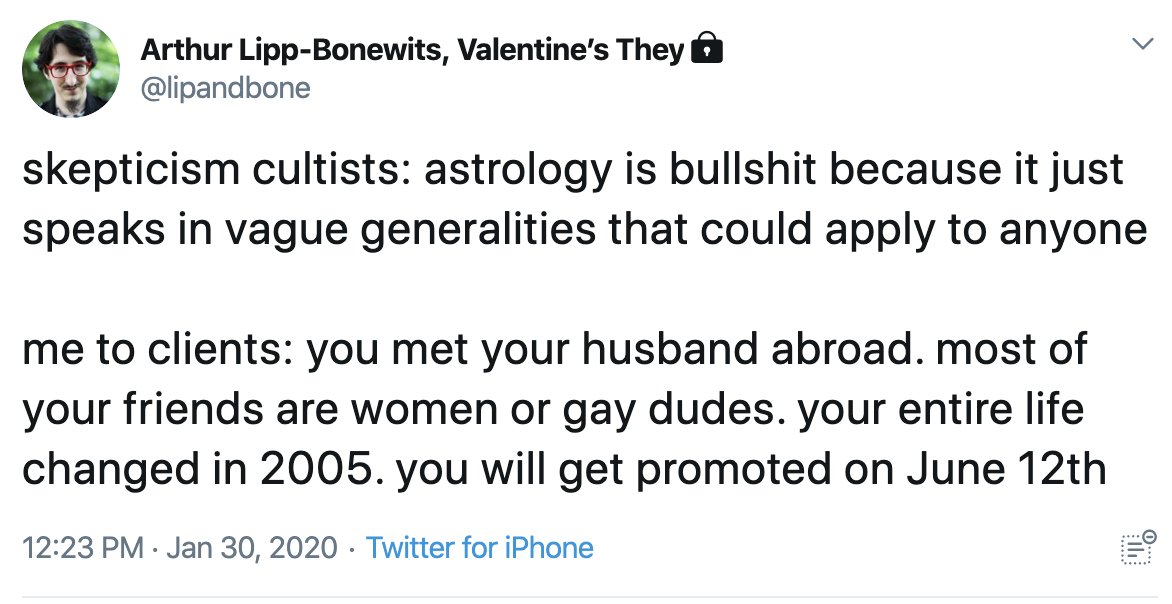 Arthur Lipp-Bonewits, Valentine’s They
@lipandbone
skepticism cultists: astrology is bullshit because it just
speaks in vague generalities that could apply to anyone
me to clients: you met your husband abroad. most of
your friends are women or gay dudes. your entire life
changed in 2005. you will get promoted on June 12th
12:23 PM · Jan 30, 2020 · Twitter for iPhone